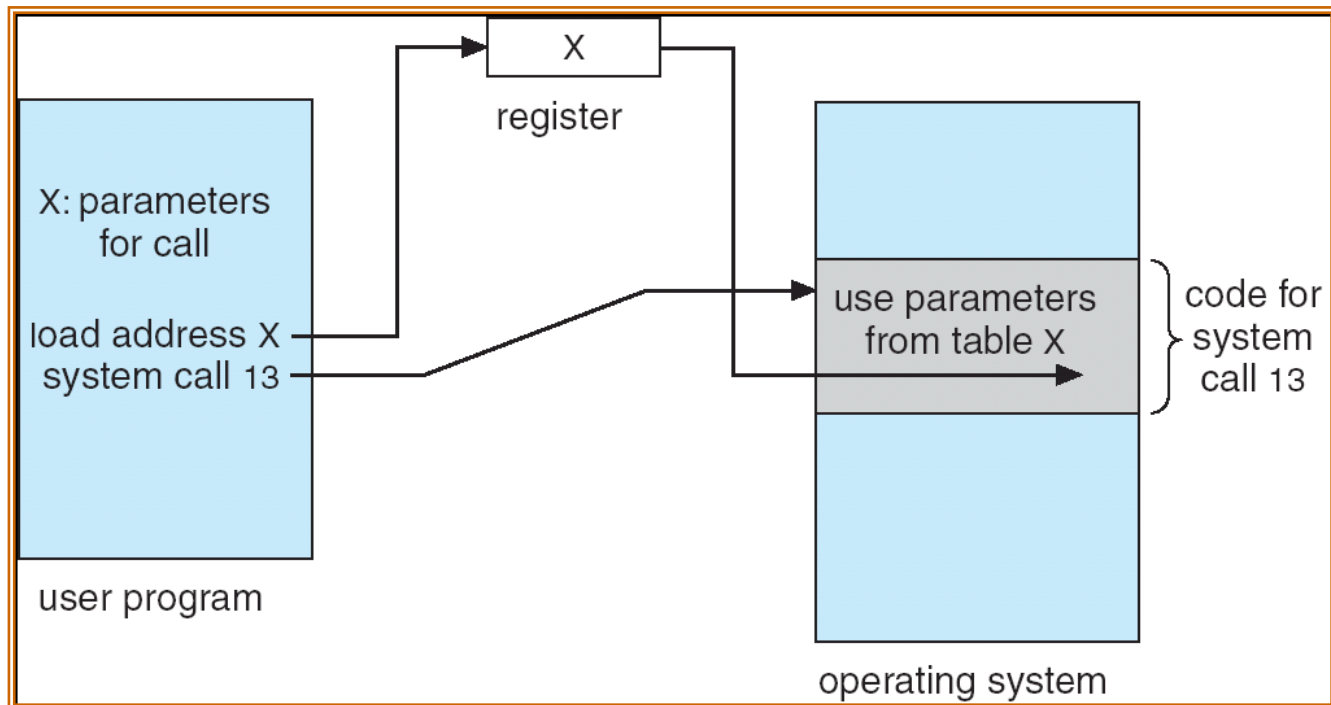 X
register
X: parameters
for call
load address X
system call 13
user program
use parameters
from table X
code for
system
call 13
operating system